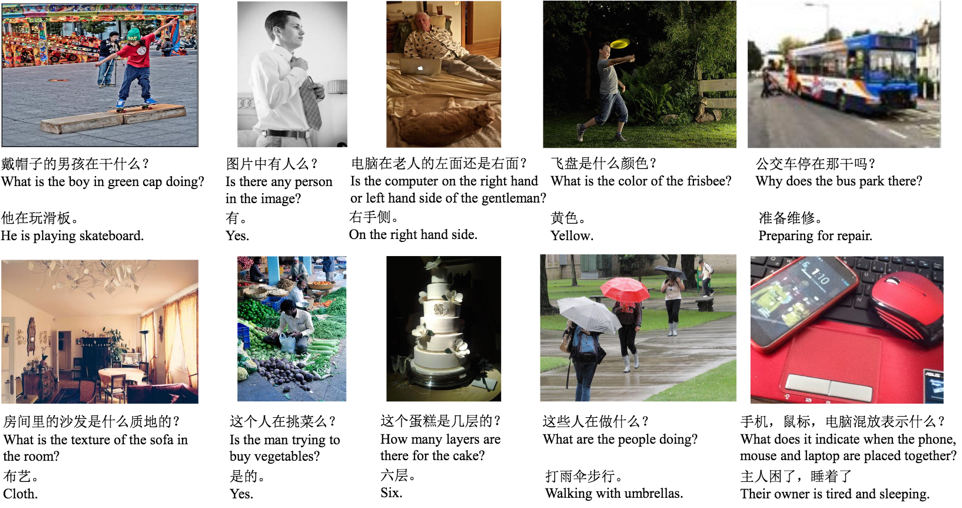 戴帽子的男孩在干什么？
What is the boy in green cap doing?
他在玩滑板。
He is playing skateboard.
图片中有人么？
Is there any person
in the image?
有。
Yes.
电脑在老人的左面还是右面？
Is the computer on the right hand
or left hand side of the gentleman?
右手侧。
On the right hand side.
飞盘是什么颜色？
What is the color of the frisbee?
黄色。
Yellow.
公交车停在那干吗？
Why does the bus park there?
准备维修。
Preparing for repair.
房间里的沙发是什么质地的？
What is the texture of the sofa in
the room?
布艺。
Cloth.
这个人在挑菜么？
Is the man trying to
buy vegetables?
是的。
Yes.
这个蛋糕是几层的？
How many layers are
there for the cake?
六层。
Six.
这些人在做什么？
What are the people doing?
打雨伞步行。
Walking with umbrellas.
1:10
ASUS
手机，鼠标，电脑混放表示什么？
What does it indicate when the phone,
mouse and laptop are placed together?
主人困了，睡着了
Their owner is tired and sleeping.